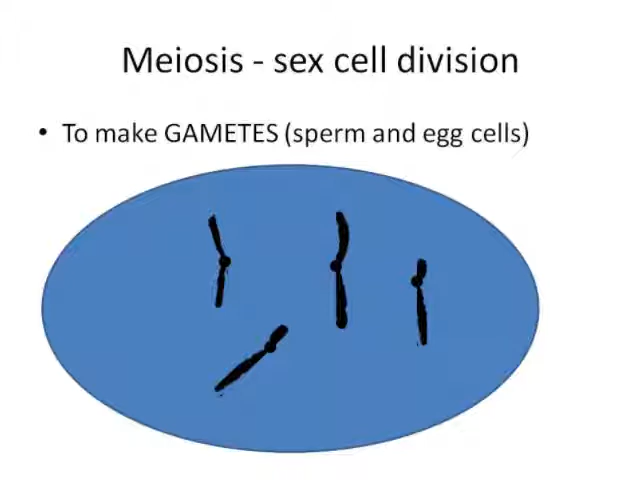 Meiosis - sex cell division
• To make GAMETES (sperm and egg cells)